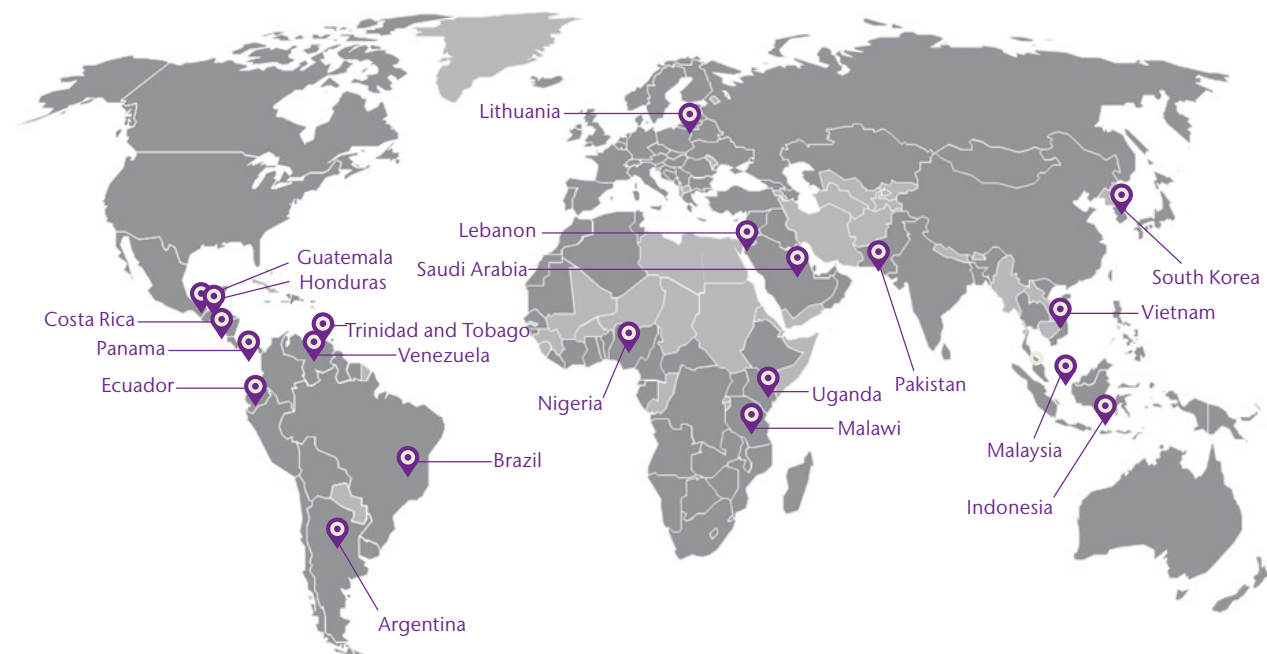 Lithuania
Lebanon
Saudi Arabia
South Korea
Guatemala
Honduras
Costa Rica
Trinidad and Tobago
Panama
Venezuela
Ecuador
Vietnam
Nigeria
Uganda
Pakistan
Malawi
Malaysia
Brazil
Indonesia
Argentina